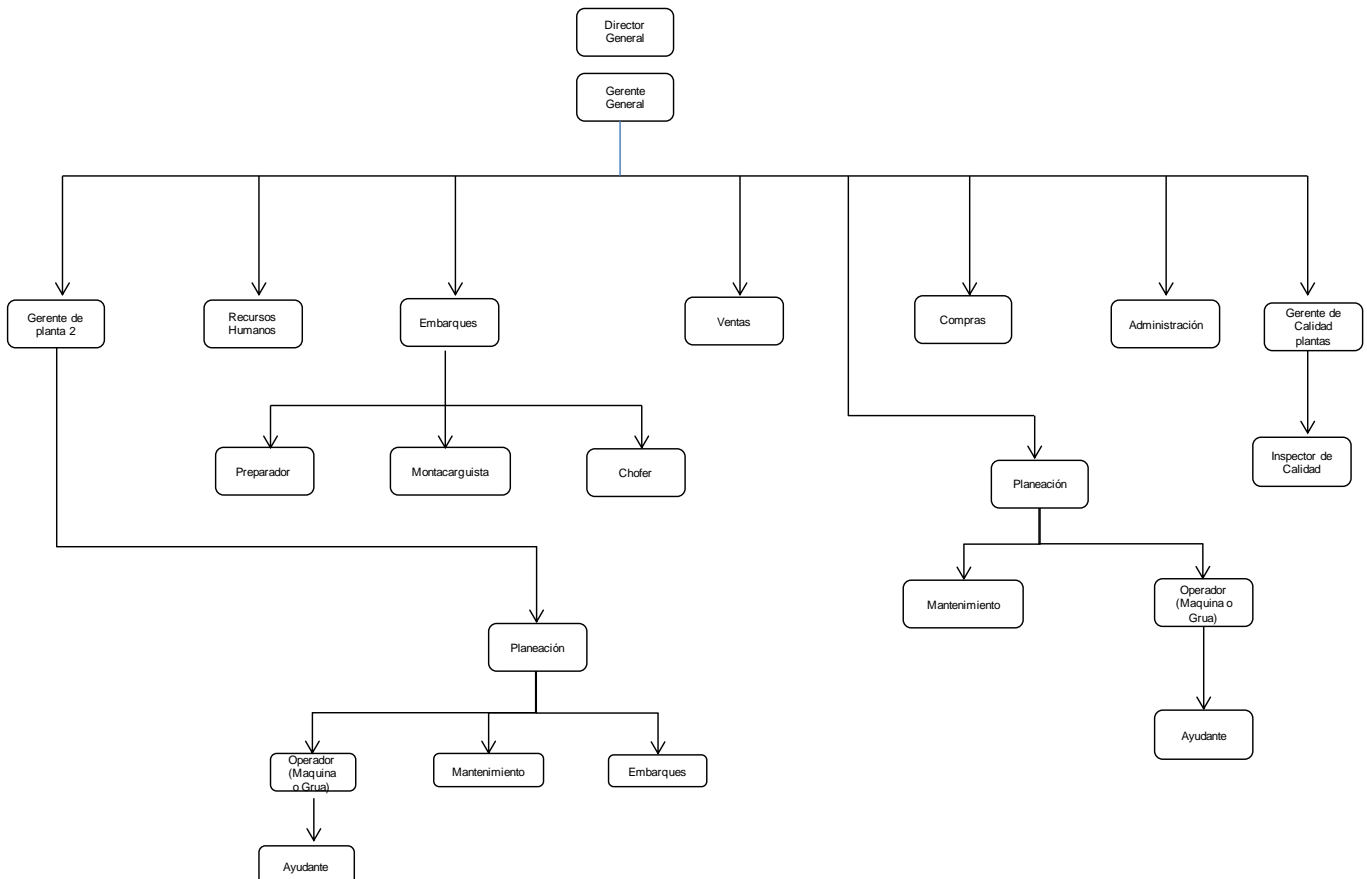 Director
General
Gerente
General
Gerente de
planta 2
Recursos
Humanos
Embarques
Ventas
Compras
Administración
Gerente de
Calidad
plantas
Preparador
Montacarguista
Chofer
Planeación
Inspector de
Calidad
Mantenimiento
Operador
(Maquina o
Grua)
Ayudante
Planeación
Operador
(Maquina
o Grua)
Mantenimiento
Embarques
Ayudante